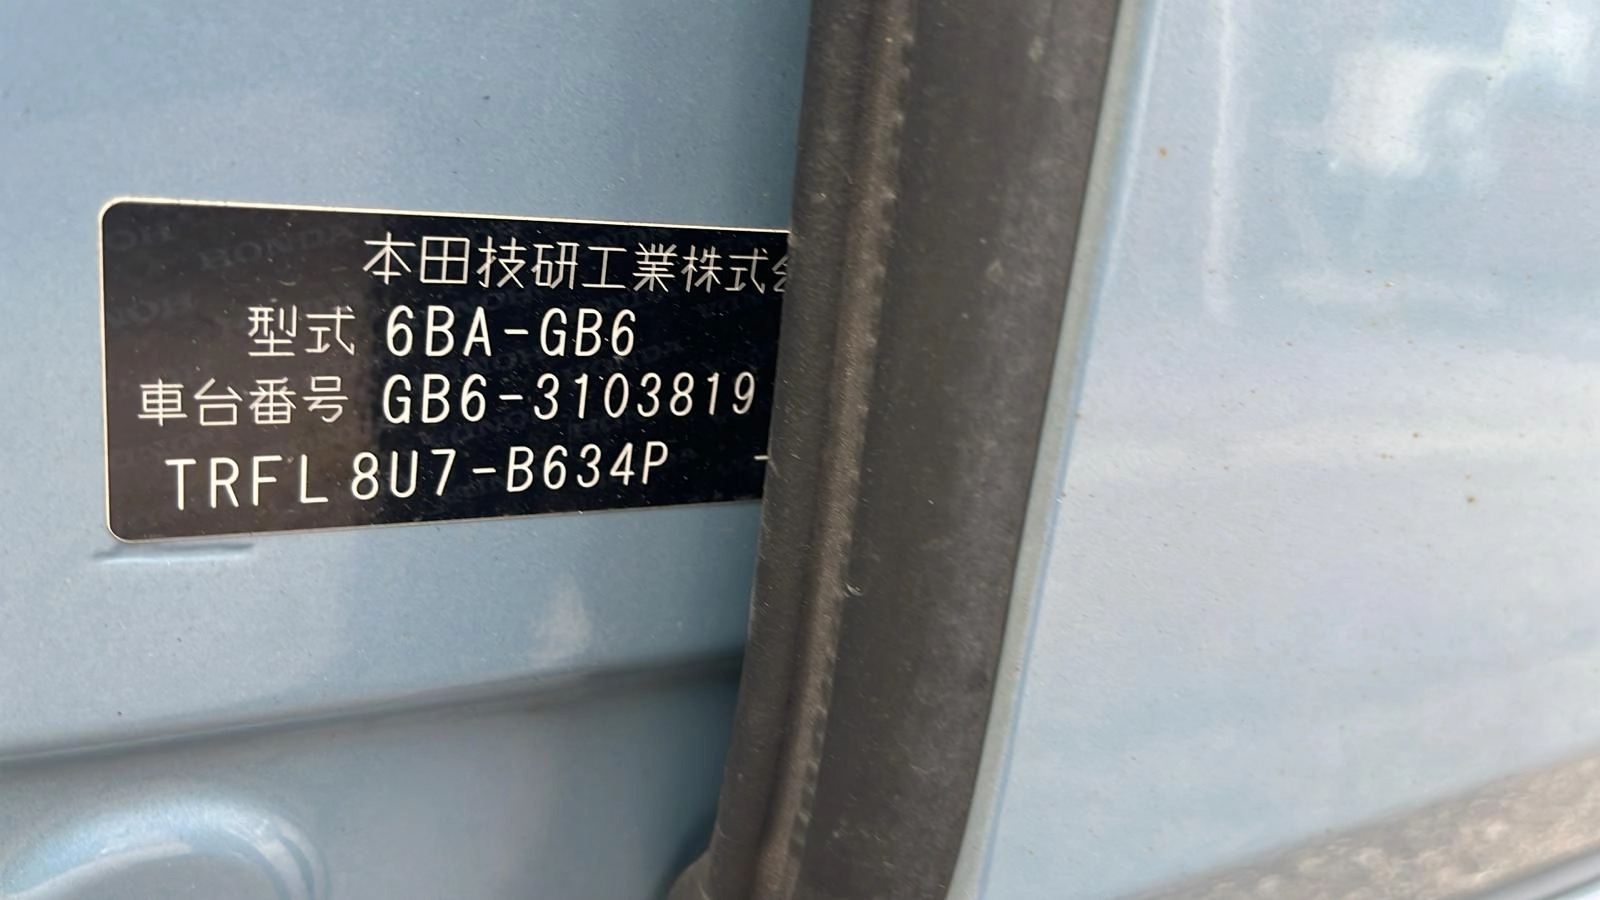 本田技研工業株式会
型式 6BA-GB6
車台番号 GB6-3103819
TRFL 8U7-B634P -